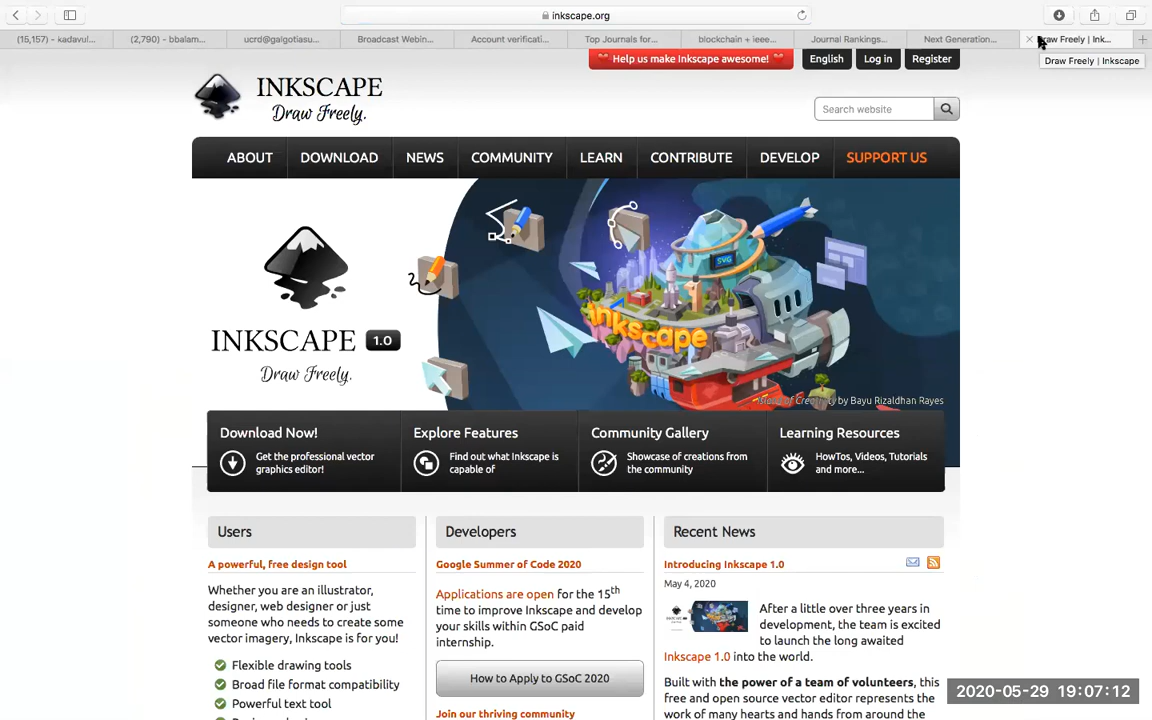 inkscape.org
(15,157) - kadavul...
(2,790) - bbalam...
ucrd@galgotiasu...
Broadcast Webin...
Account verificati...
Top Journals for...
blockchain + ieee...
Journal Rankings...
Next Generation...
Draw Freely | Ink...
Draw Freely | Inkscape
Help us make Inkscape awesome!
English
Log in
Register
INKSCAPE
Draw Freely.
Search website
ABOUT
DOWNLOAD
NEWS
COMMUNITY
LEARN
CONTRIBUTE
DEVELOP
SUPPORT US
SVG
inkscape
INKSCAPE 1.0
Draw Freely.
Island of Creativity by Bayu Rizaldhan Rayes
Download Now!
Get the professional vector
graphics editor!
Explore Features
Find out what Inkscape is
capable of
Community Gallery
Showcase of creations from
the community
Learning Resources
HowTos, Videos, Tutorials
and more...
Users
A powerful, free design tool
Whether you are an illustrator,
designer, web designer or just
someone who needs to create some
vector imagery, Inkscape is for you!
Flexible drawing tools
Broad file format compatibility
Powerful text tool
Developers
Google Summer of Code 2020
Applications are open for the 15th
time to improve Inkscape and develop
your skills within GSoC paid
internship.
How to Apply to GSoC 2020
Join our thriving community
Recent News
Introducing Inkscape 1.0
May 4, 2020
After a little over three years in
development, the team is excited
to launch the long awaited
Inkscape 1.0 into the world.
Built with the power of a team of volunteers, this
free and open source vector editor represents the
work of many hearts and hands from around the
2020-05-29 19:07:12